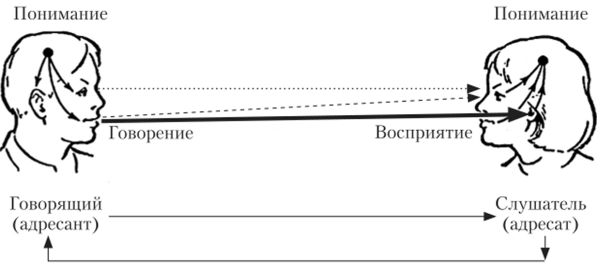 Понимание
Понимание
Говорение
Восприятие
Говорящий
(адресант)
Слушатель
(адресат)